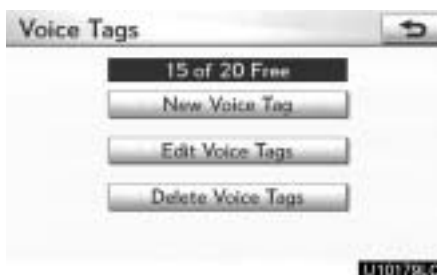 Voice Tags
15 of 20 Free
New Voice Tag
Edit Voice Tags
Delete Voice Tags